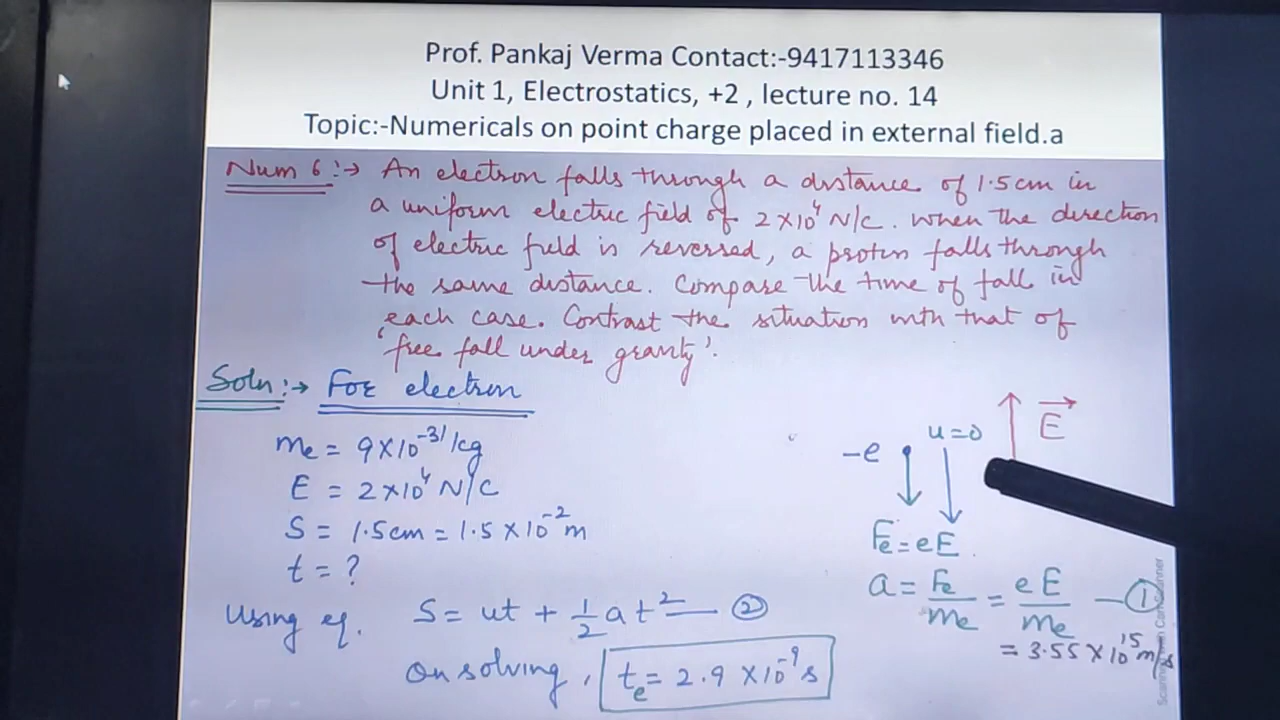 Prof. Pankaj Verma Contact:-9417113346
Unit 1, Electrostatics, +2 , lecture no. 14
Topic:-Numericals on point charge placed in external field.a
Num 6:→ An electron falls through a distance of 1.5 cm in
a uniform electric field of 2×10⁴ N/C. when the direction
of electric field is reversed, a proton falls through
the same distance. Compare the time of fall in
each case. Contrast the situation with that of
'free fall under gravity'.
Soln:→ For electron
mₑ = 9×10⁻³¹ kg
E = 2×10⁴ N/C
S = 1.5cm = 1.5×10⁻² m
t = ?
Using eq. S = ut + 1/2 at² — ②
On solving, tₑ = 2.9 ×10⁻⁹ s
-e
u=0
E⃗
Fₑ = eE
a = Fₑ/mₑ = eE/mₑ — ①
= 3.55 ×10¹⁵ m/s
Scanned with CamScanner